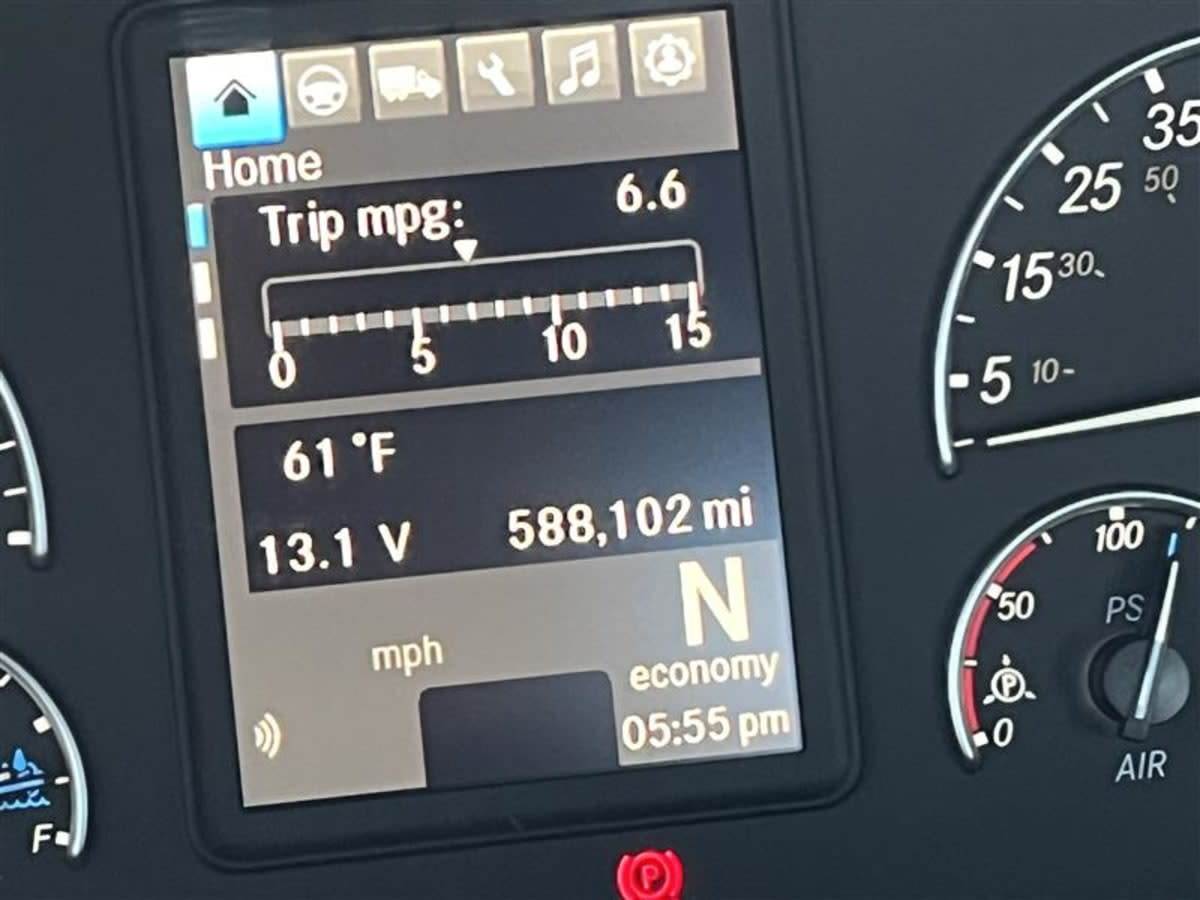 Home
Trip mpg: 6.6
0 5 10 15
61 °F
13.1 V 588,102 mi
N
mph
economy
05:55 pm
35
25 50
15 30
5 10
100
50
PS
P
0
AIR
F
P